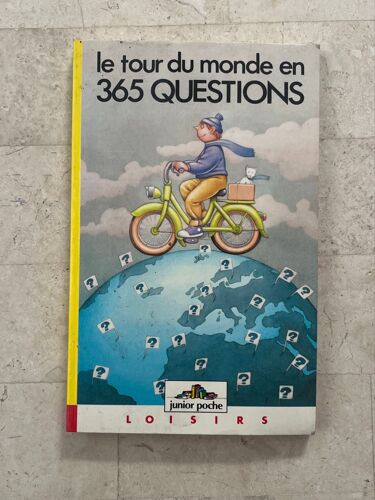 le tour du monde en
365 QUESTIONS
? ? ? ? ? ? ? ? ? ? ? ? ? ? ? ? ? ? ? ? ? ?
junior poche
LOISIRS